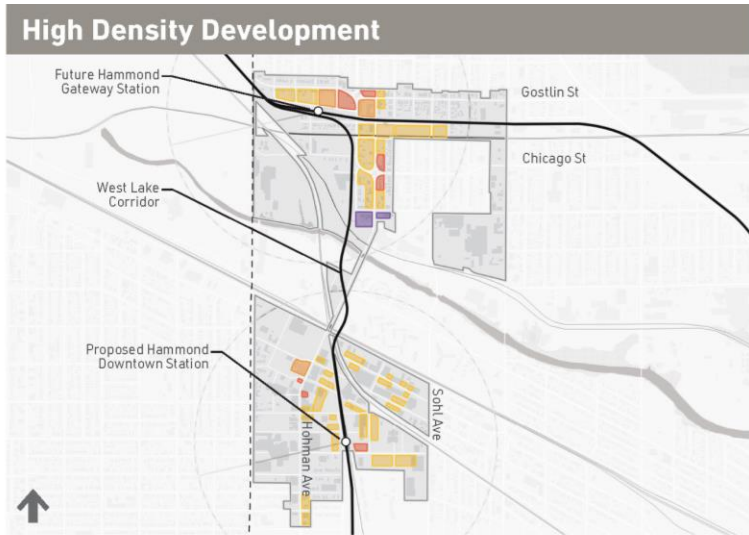 High Density Development
Future Hammond
Gateway Station
Gostlin St
Chicago St
West Lake
Corridor
Proposed Hammond
Downtown Station
Sohl Ave
Hohman Ave